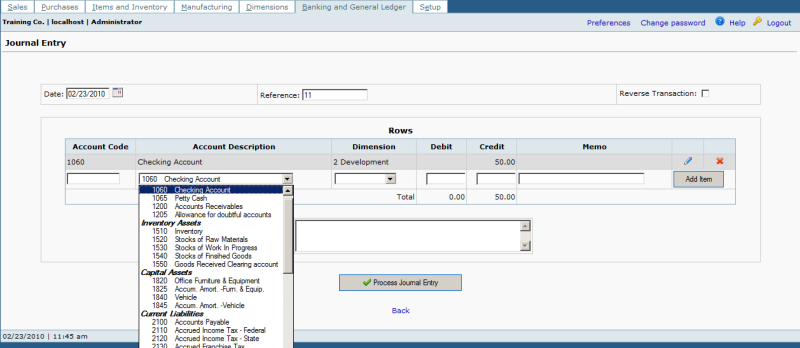 Sales Purchases Items and Inventory Manufacturing Dimensions Banking and General Ledger Setup
Training Co. | localhost | Administrator Preferences Change password Help Logout
Journal Entry
Date: 02/23/2010 Reference: 11 Reverse Transaction:
Rows
Account Code Account Description Dimension Debit Credit Memo
1060 Checking Account 2 Development 50.00
1060 Checking Account Add Item
Total 0.00 50.00
1060 Checking Account
1065 Petty Cash
1200 Accounts Receivables
1205 Allowance for doubtful accounts
Inventory Assets
1510 Inventory
1520 Stocks of Raw Materials
1530 Stocks of Work In Progress
1540 Stocks of Finsihed Goods
1550 Goods Received Clearing account
Capital Assets
1820 Office Furniture & Equipment
1825 Accum. Amort. -Furn. & Equip.
1840 Vehicle
1845 Accum. Amort. -Vehicle
Current Liabilities
2100 Accounts Payable
2110 Accrued Income Tax - Federal
2120 Accrued Income Tax - State
2130 Accrued Franchise Tax
Process Journal Entry
Back
02/23/2010 | 11:45 am